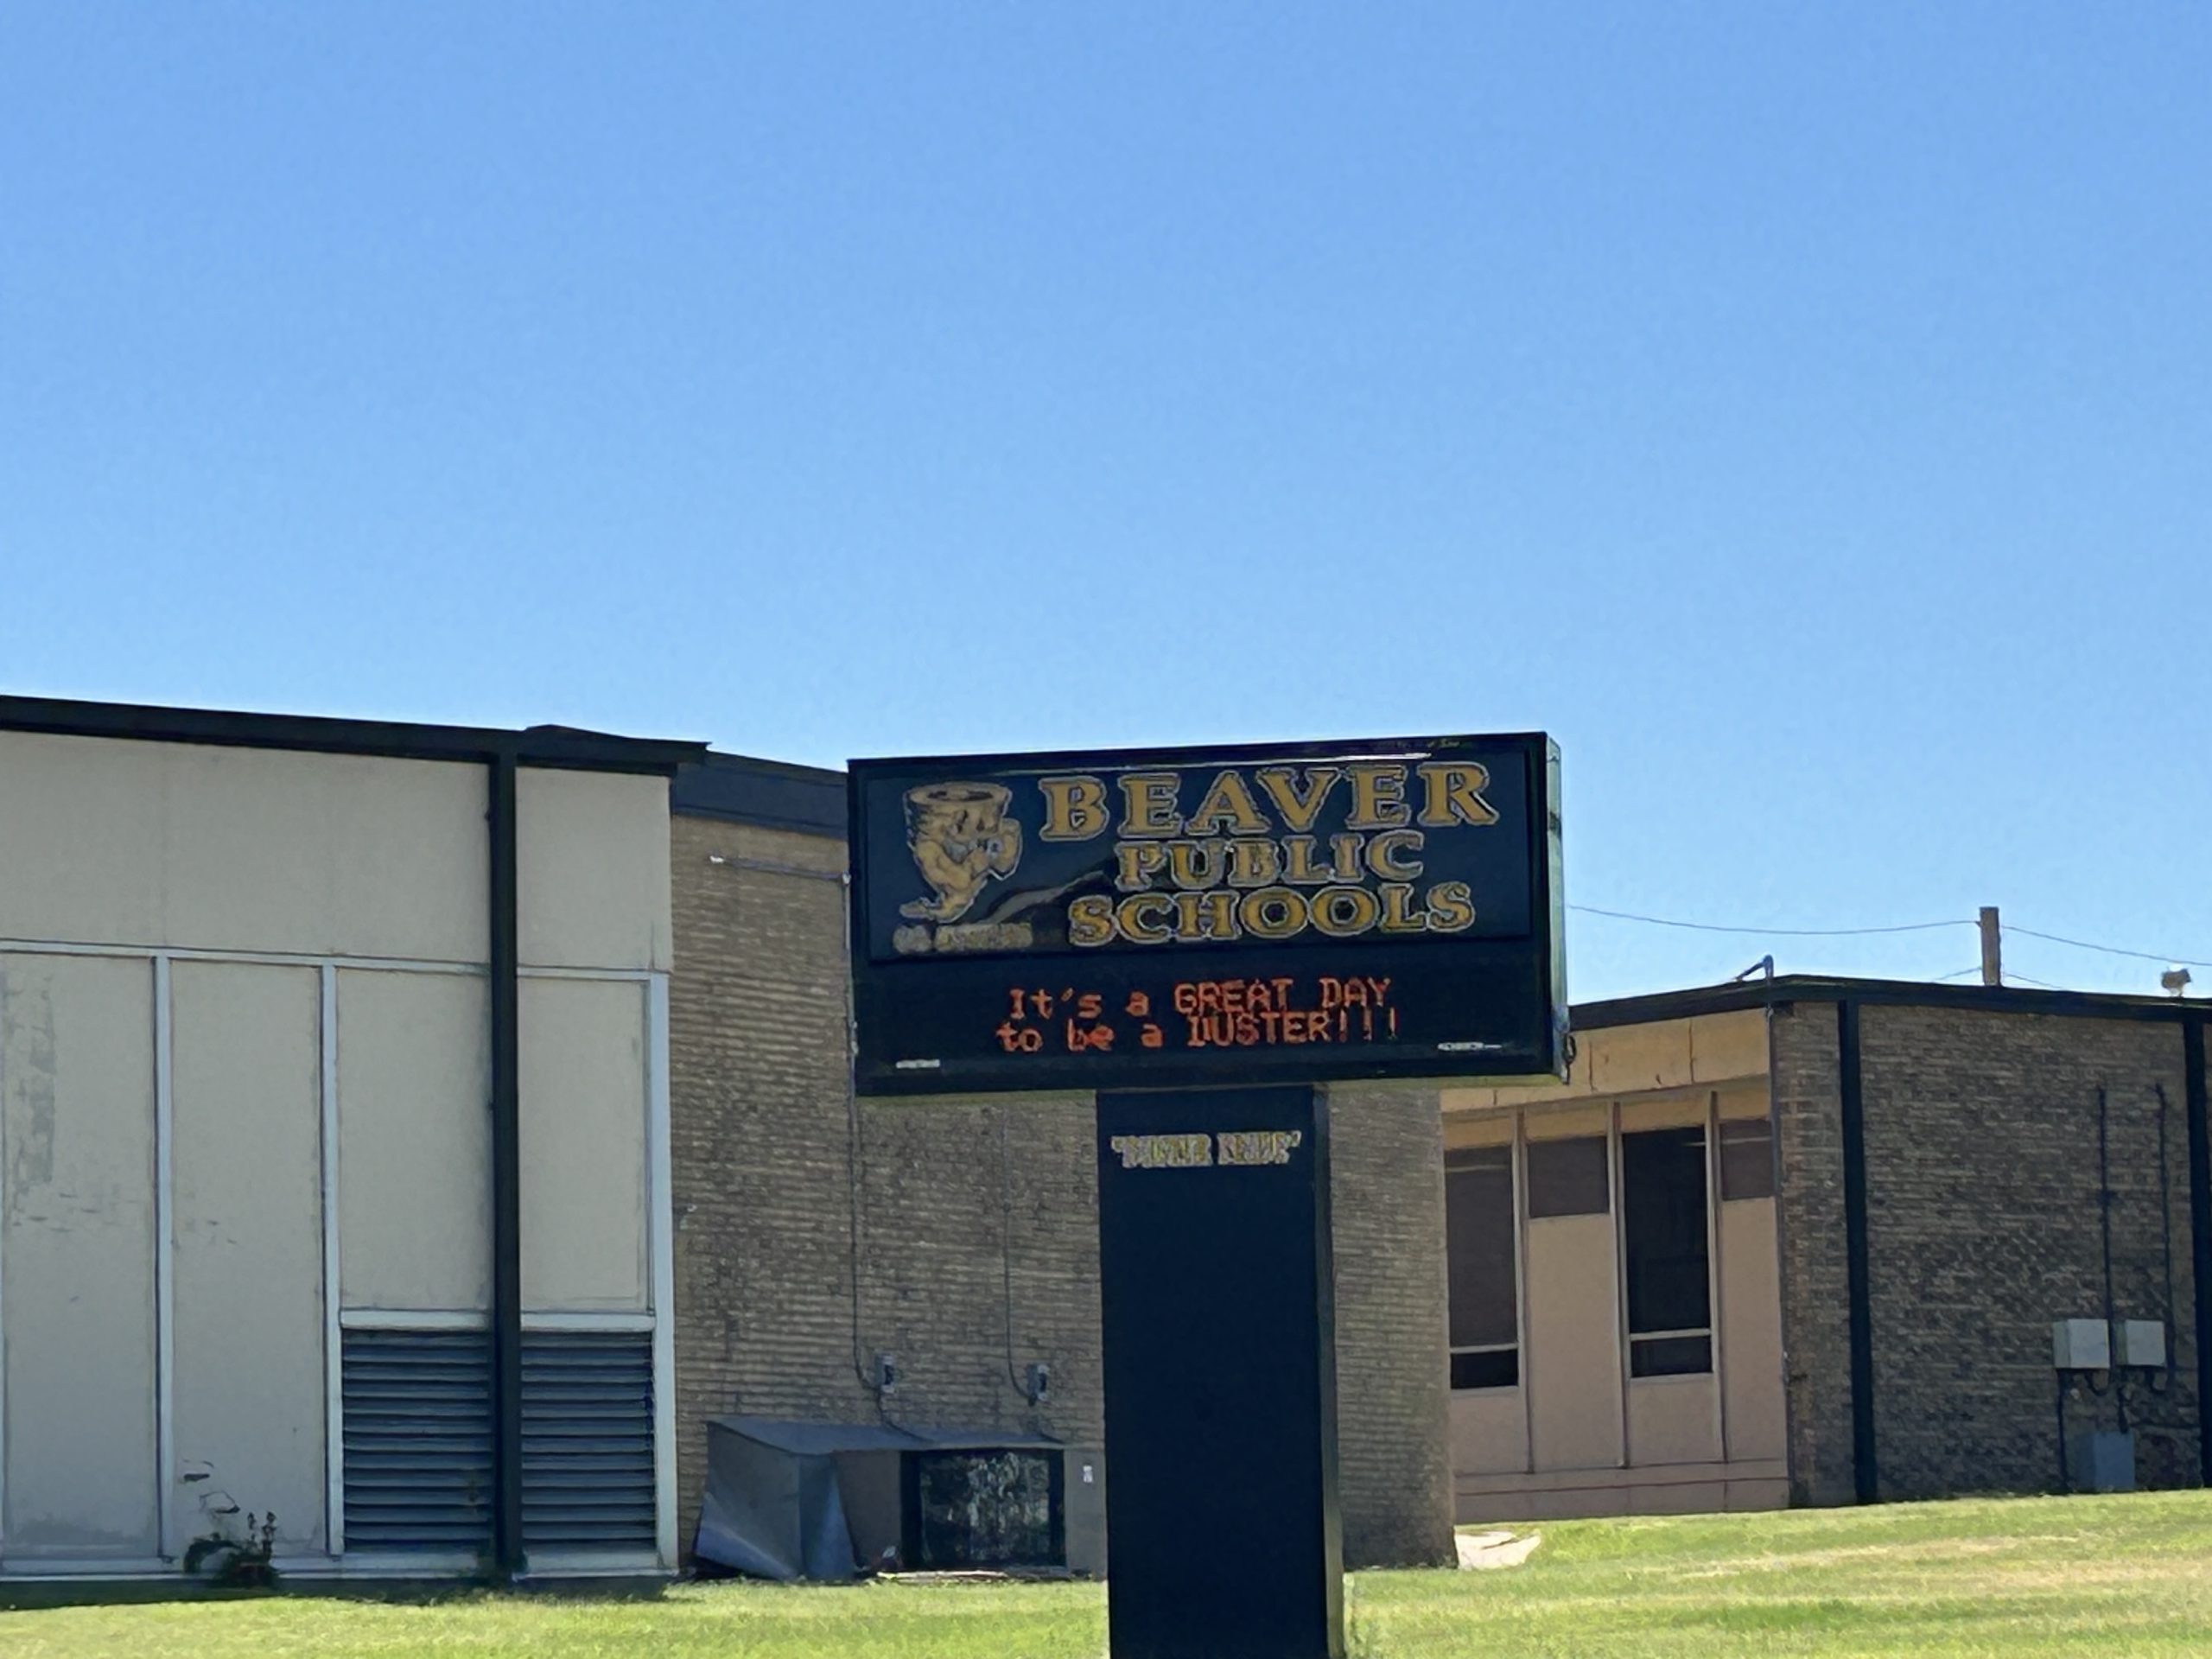 BEAVER
PUBLIC
SCHOOLS
It's a GREAT DAY
to be a DUSTER!!!